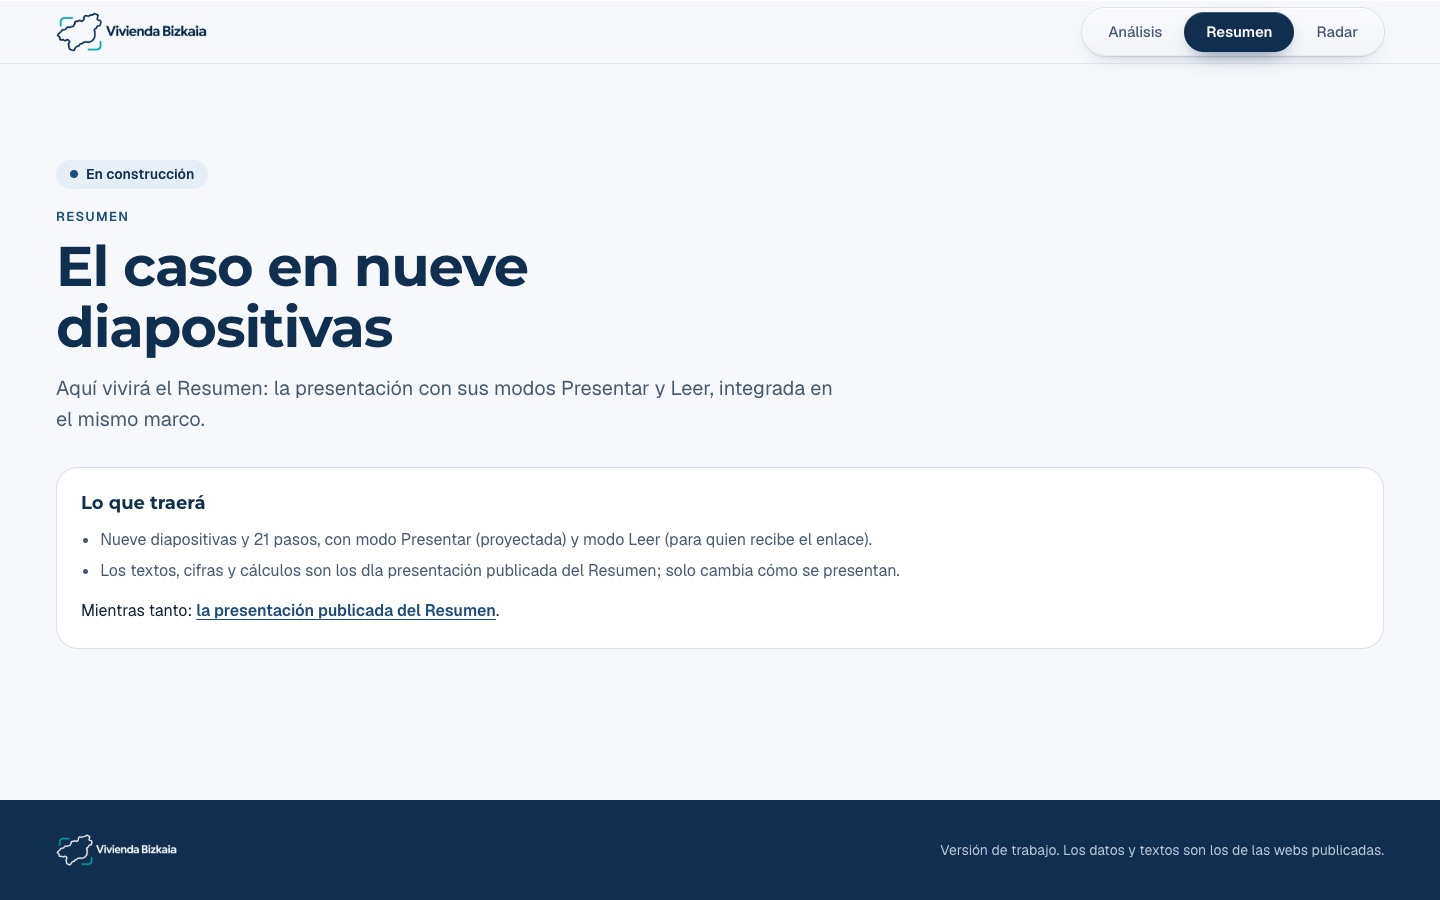 Vivienda Bizkaia
Análisis
Resumen
Radar
En construcción
RESUMEN
El caso en nueve
diapositivas
Aquí vivirá el Resumen: la presentación con sus modos Presentar y Leer, integrada en
el mismo marco.
Lo que traerá
• Nueve diapositivas y 21 pasos, con modo Presentar (proyectada) y modo Leer (para quien recibe el enlace).
• Los textos, cifras y cálculos son los dla presentación publicada del Resumen; solo cambia cómo se presentan.
Mientras tanto: la presentación publicada del Resumen.
Vivienda Bizkaia
Versión de trabajo. Los datos y textos son los de las webs publicadas.